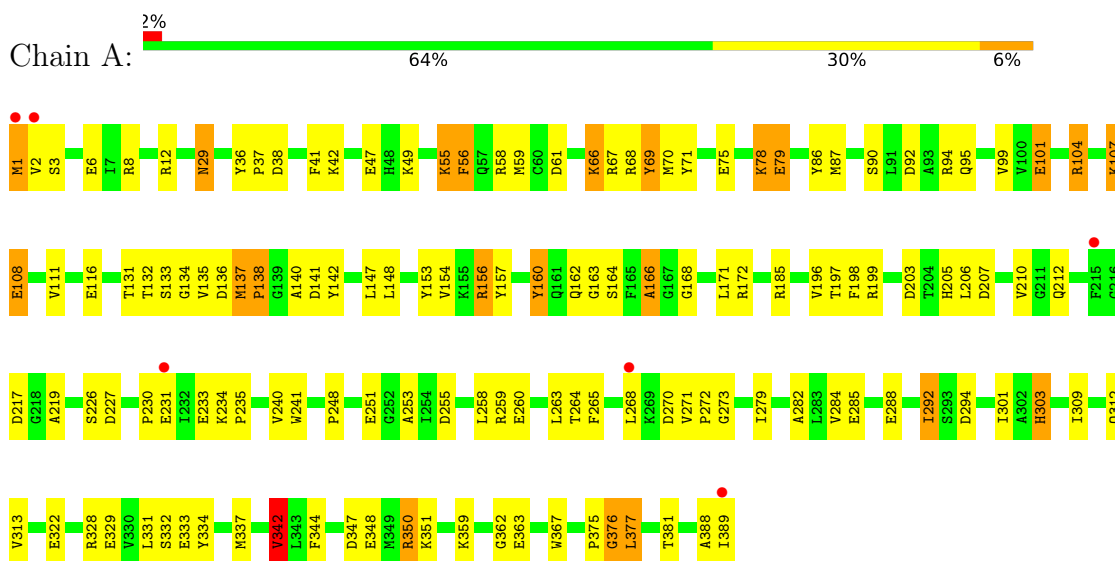 2%
Chain A:
64% 30% 6%
M1 V2 S3 E6 I7 R8 R12 N29 Y36 P37 D38 F41 K42 E47 H48 K49 K55 F56 Q57 R58 M59 C60 D61 K66 R67 R68 Y69 M70 Y71 E75 K78 E79 Y86 M87 S90 L91 D92 A93 R94 Q95 V99 V100 E101 R104 K107
E108 V111 E116 T131 T132 S133 G134 V135 D136 M137 P138 G139 A140 D141 Y142 L147 L148 Y153 V154 K155 R156 Y157 Y160 Q161 Q162 G163 S164 F165 A166 G167 G168 L171 R172 R185 V196 T197 F198 R199 D203 T204 H205 L206 D207 V210 G211 Q212 F215 G216
D217 G218 A219 S226 D227 P230 E231 I232 E233 K234 P235 V240 W241 P248 E251 G252 A253 I254 D255 L258 R259 E260 L263 T264 F265 L268 K269 D270 V271 P272 G273 I279 A282 L283 V284 E285 E288 I292 S293 D294 I301 A302 H303 I309
V313 E322 R328 E329 V330 L331 S332 E333 Y334 M337 V342 L343 F344 D347 E348 M349 R350 K351 K359 G362 E363 W367 P375 G376 L377 T381 A388 I389